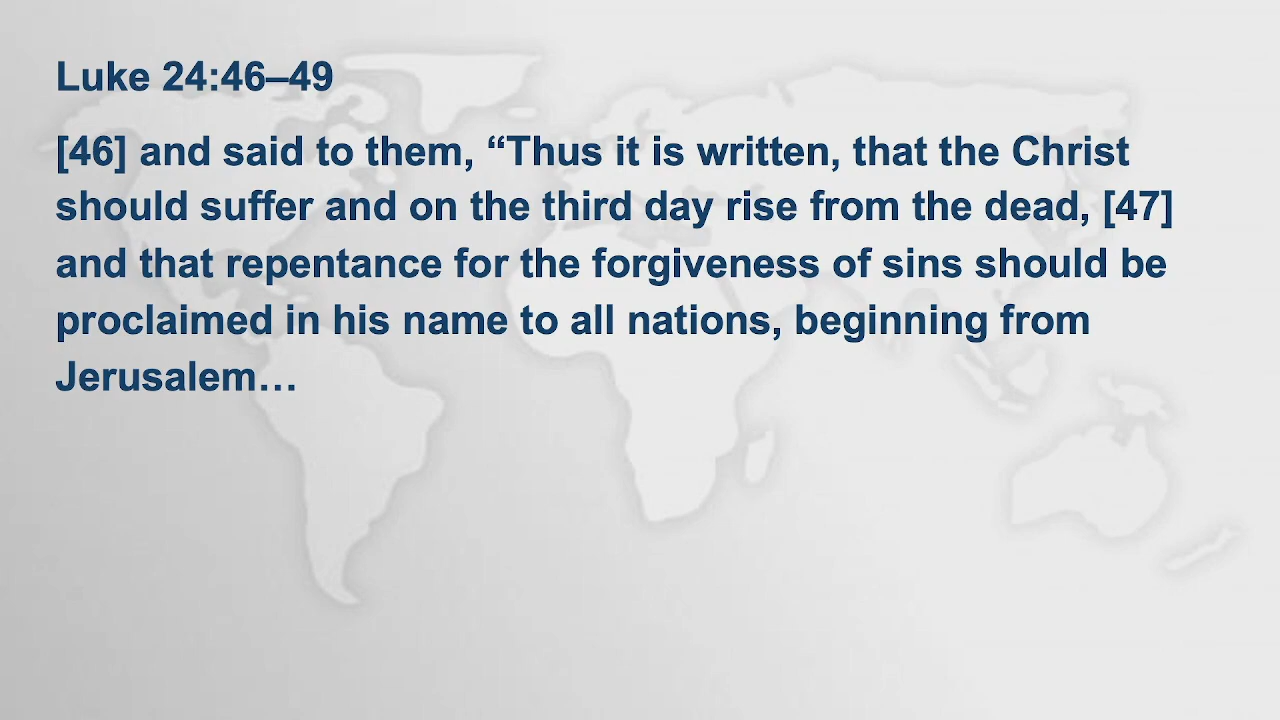 Luke 24:46–49
[46] and said to them, “Thus it is written, that the Christ
should suffer and on the third day rise from the dead, [47]
and that repentance for the forgiveness of sins should be
proclaimed in his name to all nations, beginning from
Jerusalem…